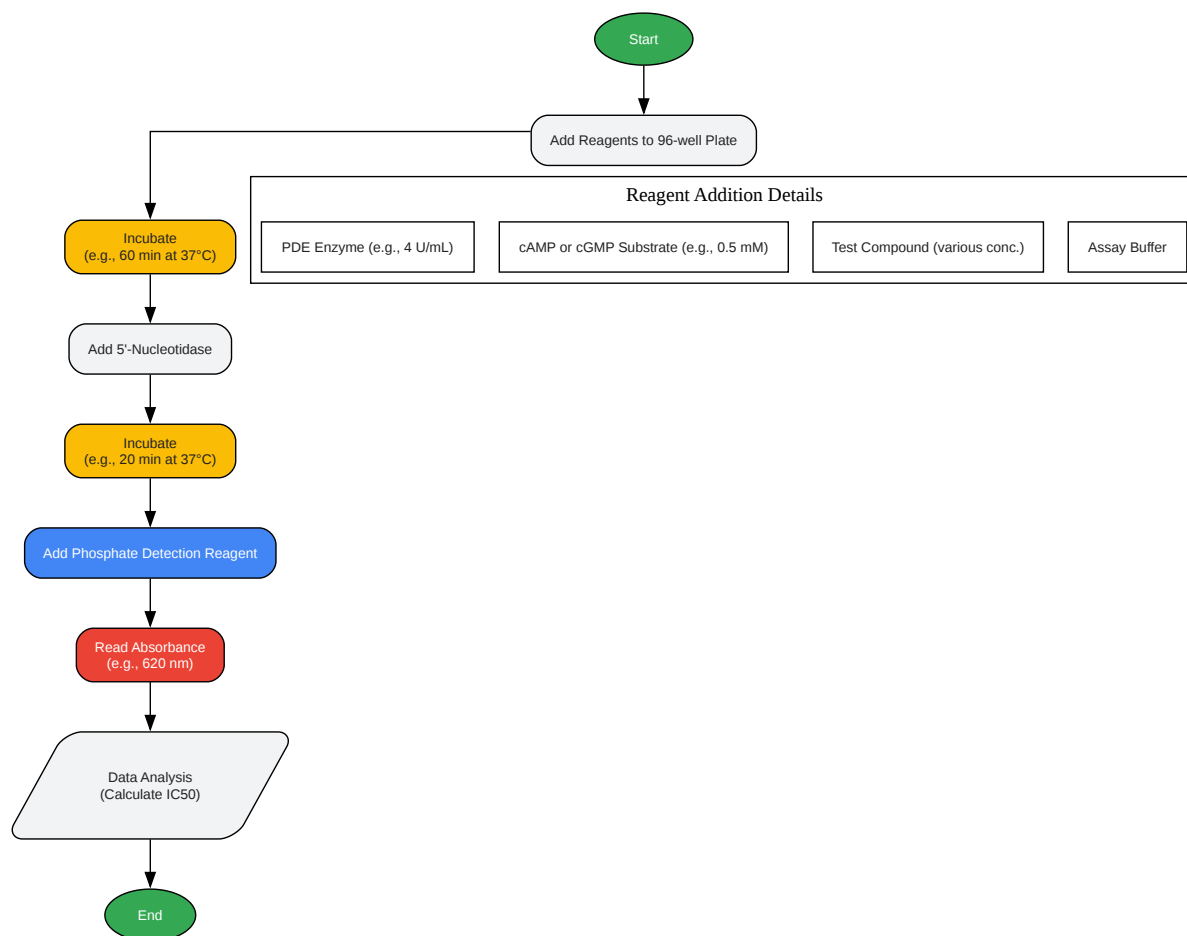 Start
Add Reagents to 96-well Plate
Reagent Addition Details
PDE Enzyme (e.g., 4 U/mL)
cAMP or cGMP Substrate (e.g., 0.5 mM)
Test Compound (various conc.)
Assay Buffer
Incubate
(e.g., 60 min at 37°C)
Add 5'-Nucleotidase
Incubate
(e.g., 20 min at 37°C)
Add Phosphate Detection Reagent
Read Absorbance
(e.g., 620 nm)
Data Analysis
(Calculate IC50)
End